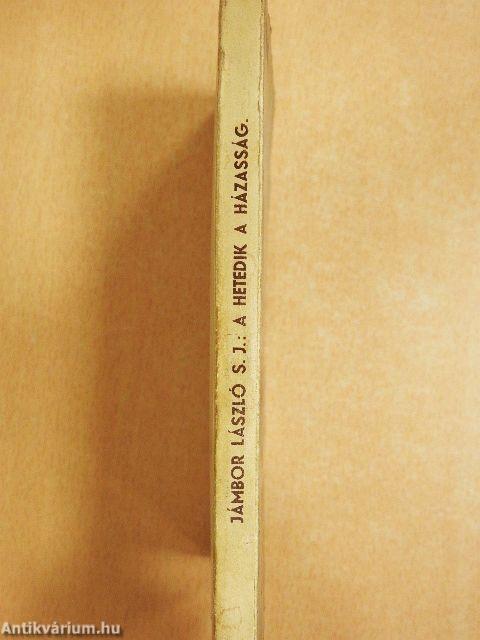 JÁMBOR LÁSZLÓ S. J.: A HETEDIK A HÁZASSÁG.
Antikvárium.hu